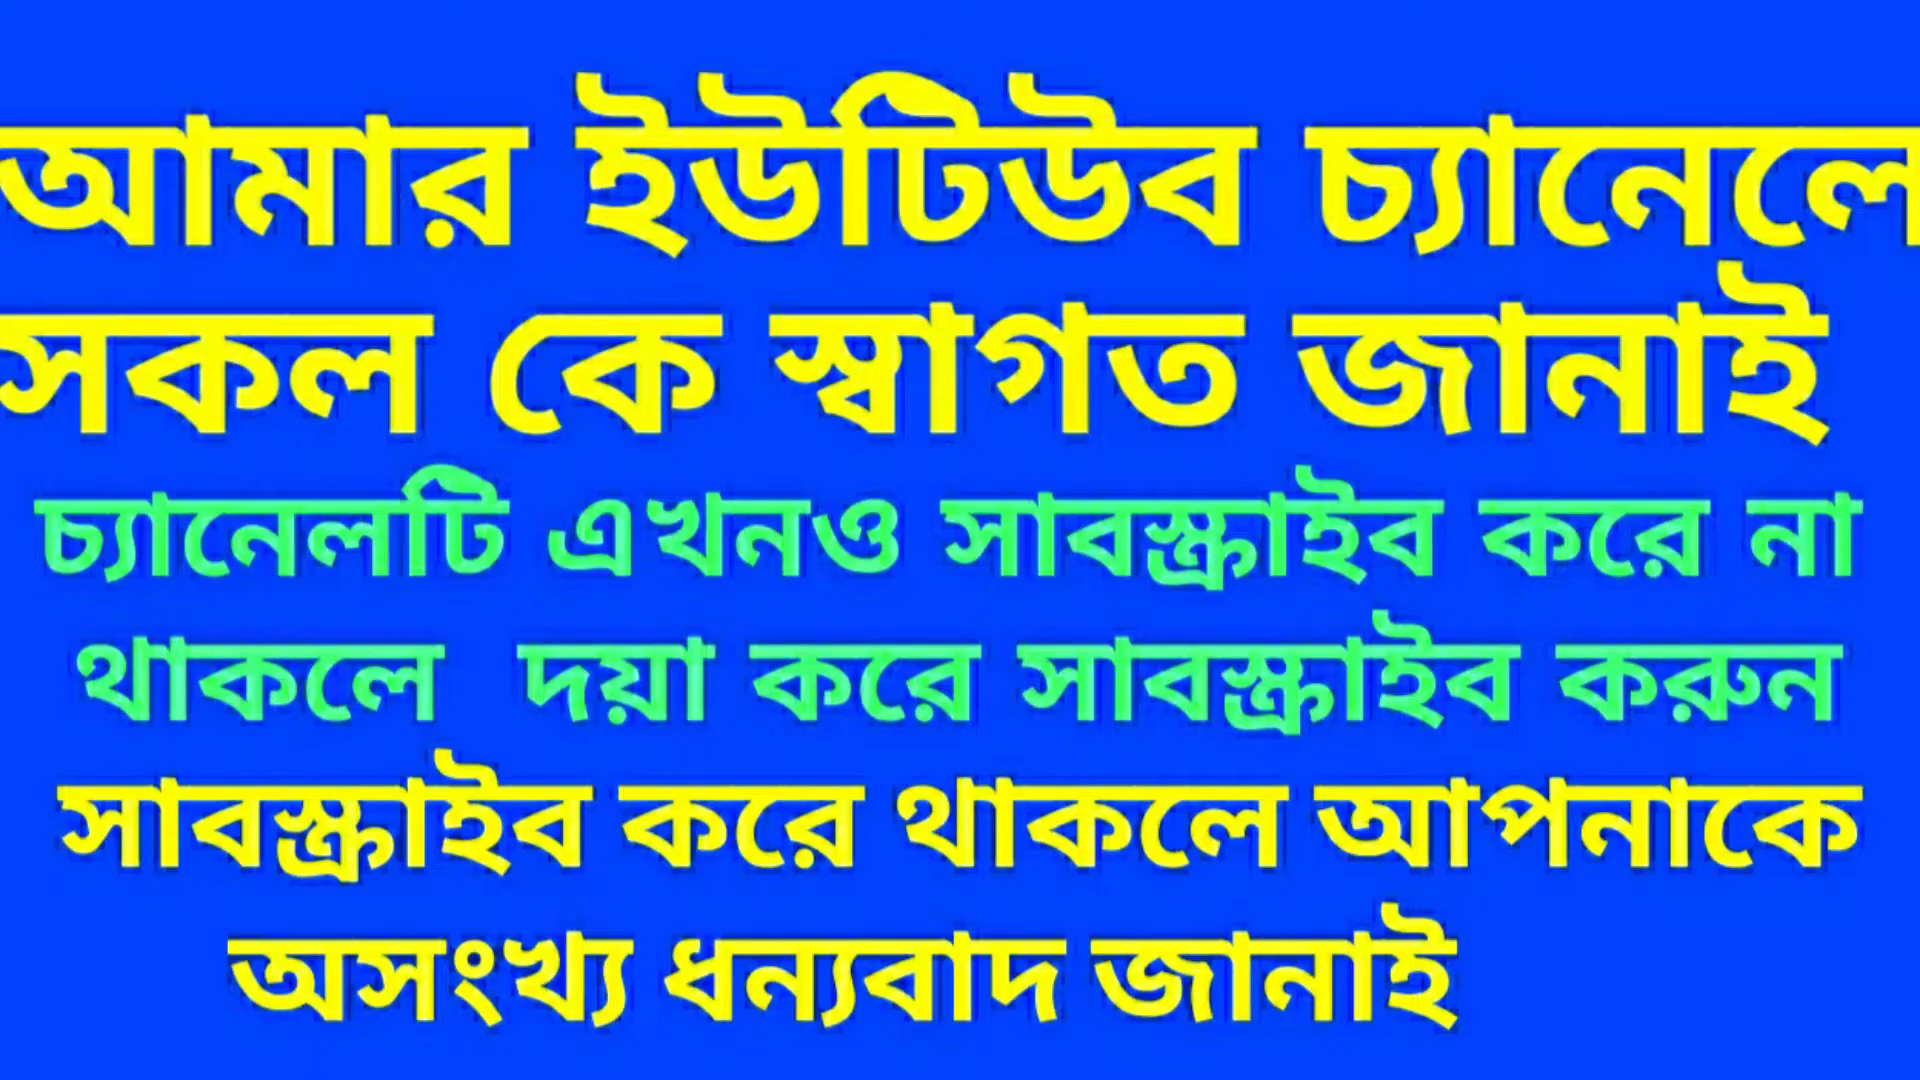 আমার ইউটিউব চ্যানেলে
সকল কে স্বাগত জানাই
চ্যানেলটি এখনও সাবস্ক্রাইব করে না
থাকলে দয়া করে সাবস্ক্রাইব করুন
সাবস্ক্রাইব করে থাকলে আপনাকে
অসংখ্য ধন্যবাদ জানাই